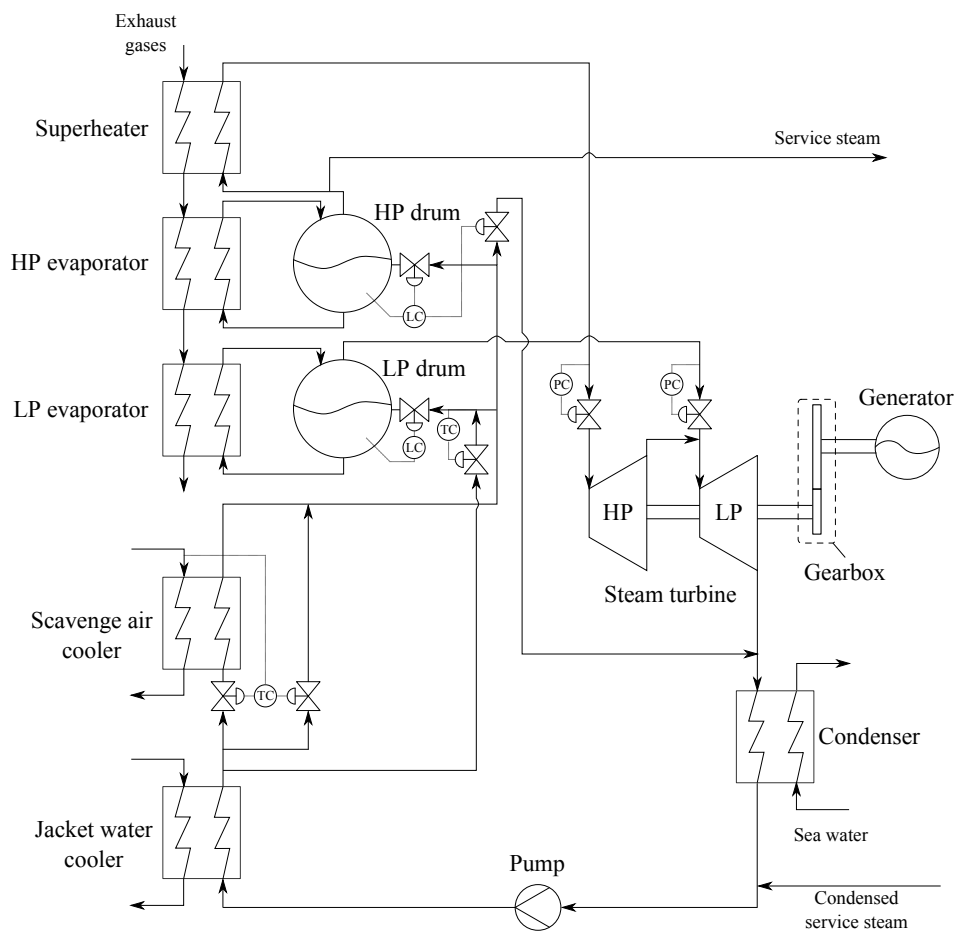 Exhaust
gases
Superheater
Service steam
HP drum
HP evaporator
LC
LP drum
PC
PC
LP evaporator
TC
LC
Generator
HP
LP
Gearbox
Steam turbine
Scavenge air
cooler
TC
Condenser
Sea water
Jacket water
cooler
Pump
Condensed
service steam